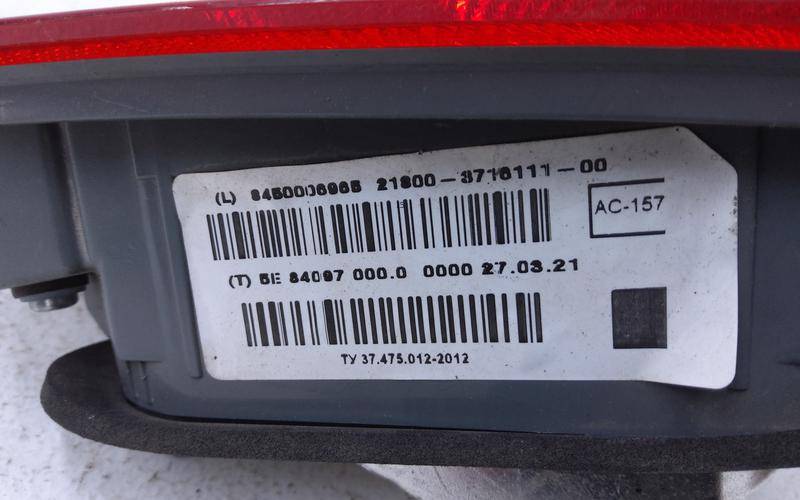 (L) 8450006965 21800-3716111-00
AC-157
(T) 5E 84097 000.0 0000 27.03.21
ТУ 37.475.012-2012